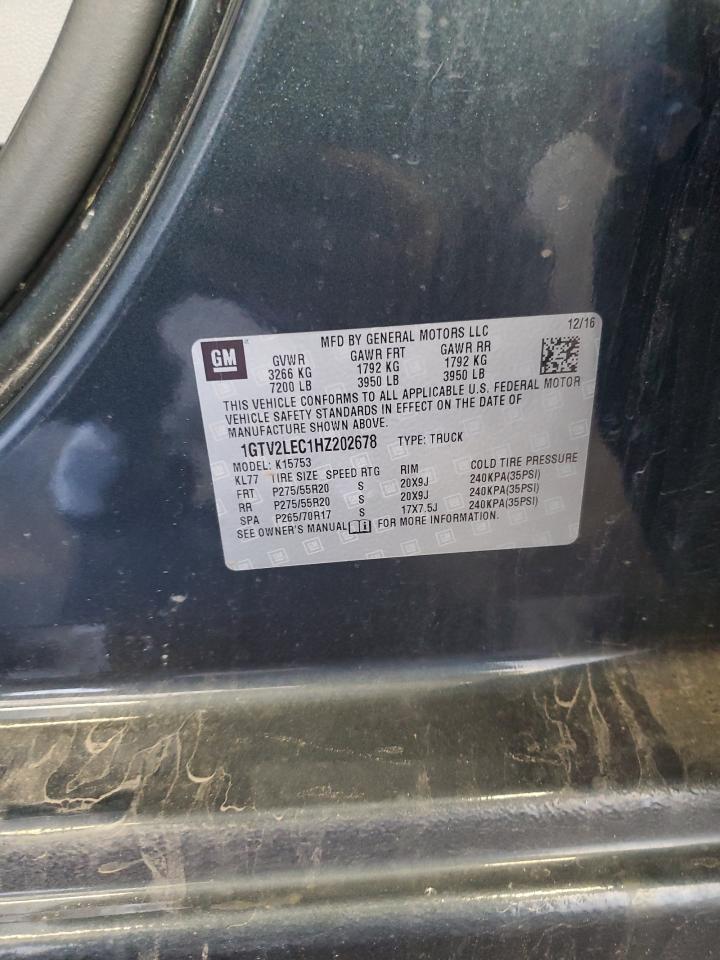 MFD BY GENERAL MOTORS LLC 12/16
GM GVWR GAWR FRT GAWR RR
3266 KG 1792 KG 1792 KG
7200 LB 3950 LB 3950 LB
THIS VEHICLE CONFORMS TO ALL APPLICABLE U.S. FEDERAL MOTOR
VEHICLE SAFETY STANDARDS IN EFFECT ON THE DATE OF
MANUFACTURE SHOWN ABOVE.
1GTV2LEC1HZ202678 TYPE: TRUCK
MODEL: K15753
KL77 TIRE SIZE SPEED RTG RIM COLD TIRE PRESSURE
FRT P275/55R20 S 20X9J 240KPA(35PSI)
RR P275/55R20 S 20X9J 240KPA(35PSI)
SPA P265/70R17 S 17X7.5J 240KPA(35PSI)
SEE OWNER'S MANUAL FOR MORE INFORMATION.